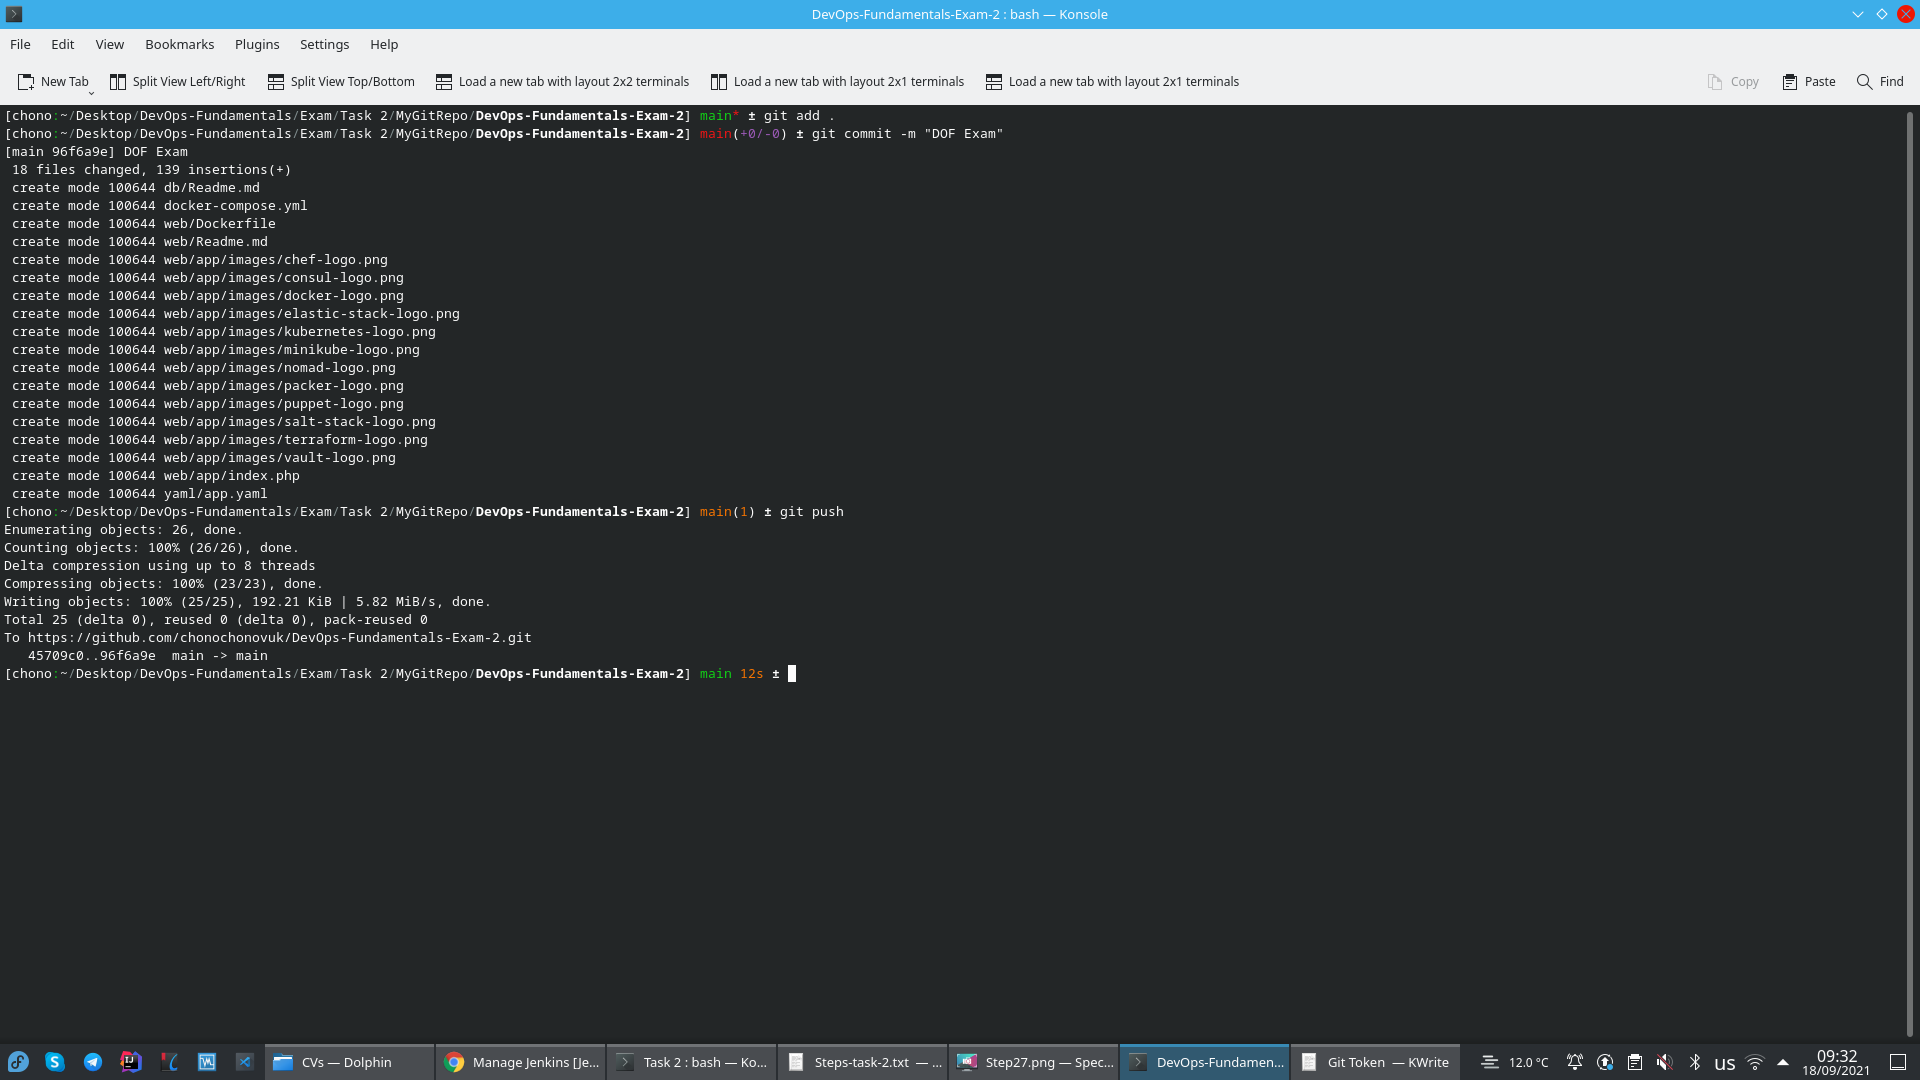 DevOps-Fundamentals-Exam-2 : bash — Konsole
File Edit View Bookmarks Plugins Settings Help
New Tab Split View Left/Right Split View Top/Bottom Load a new tab with layout 2x2 terminals Load a new tab with layout 2x1 terminals Load a new tab with layout 2x1 terminals Copy Paste Find
[chono:~/Desktop/DevOps-Fundamentals/Exam/Task 2/MyGitRepo/DevOps-Fundamentals-Exam-2] main* ± git add .
[chono:~/Desktop/DevOps-Fundamentals/Exam/Task 2/MyGitRepo/DevOps-Fundamentals-Exam-2] main(+0/-0) ± git commit -m "DOF Exam"
[main 96f6a9e] DOF Exam
 18 files changed, 139 insertions(+)
 create mode 100644 db/Readme.md
 create mode 100644 docker-compose.yml
 create mode 100644 web/Dockerfile
 create mode 100644 web/Readme.md
 create mode 100644 web/app/images/chef-logo.png
 create mode 100644 web/app/images/consul-logo.png
 create mode 100644 web/app/images/docker-logo.png
 create mode 100644 web/app/images/elastic-stack-logo.png
 create mode 100644 web/app/images/kubernetes-logo.png
 create mode 100644 web/app/images/minikube-logo.png
 create mode 100644 web/app/images/nomad-logo.png
 create mode 100644 web/app/images/packer-logo.png
 create mode 100644 web/app/images/puppet-logo.png
 create mode 100644 web/app/images/salt-stack-logo.png
 create mode 100644 web/app/images/terraform-logo.png
 create mode 100644 web/app/images/vault-logo.png
 create mode 100644 web/app/index.php
 create mode 100644 yaml/app.yaml
[chono:~/Desktop/DevOps-Fundamentals/Exam/Task 2/MyGitRepo/DevOps-Fundamentals-Exam-2] main(1) ± git push
Enumerating objects: 26, done.
Counting objects: 100% (26/26), done.
Delta compression using up to 8 threads
Compressing objects: 100% (23/23), done.
Writing objects: 100% (25/25), 192.21 KiB | 5.82 MiB/s, done.
Total 25 (delta 0), reused 0 (delta 0), pack-reused 0
To https://github.com/chonochonovuk/DevOps-Fundamentals-Exam-2.git
   45709c0..96f6a9e  main -> main
[chono:~/Desktop/DevOps-Fundamentals/Exam/Task 2/MyGitRepo/DevOps-Fundamentals-Exam-2] main 12s ±
CVs — Dolphin Manage Jenkins [Je... Task 2 : bash — Ko... Steps-task-2.txt — ... Step27.png — Spec... DevOps-Fundamen... Git Token — KWrite 12.0 °C us 09:32
18/09/2021